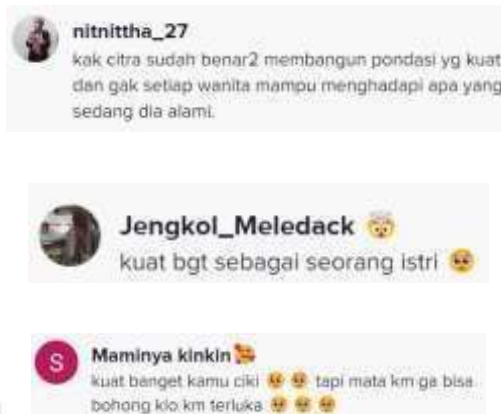 nitnittha_27
kak citra sudah benar2 membangun pondasi yg kuat
dan gak setiap wanita mampu menghadapi apa yang
sedang dia alami.
Jengkol_Meledack 🤯
kuat bgt sebagai seorang istri 🥺
S
Maminya kinkin🥰
kuat banget kamu ciki 🥺 🥺 tapi mata km ga bisa
bohong klo km terluka 🥺 🥺 🥺